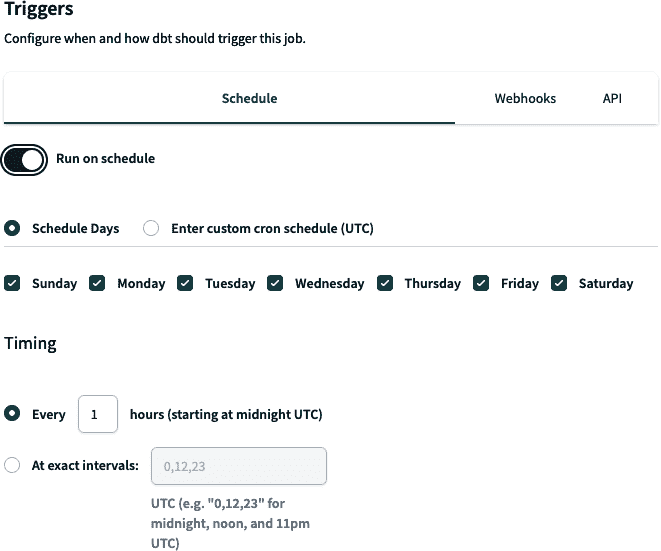 Triggers
Configure when and how dbt should trigger this job.
Schedule Webhooks API
Run on schedule
Schedule Days Enter custom cron schedule (UTC)
Sunday Monday Tuesday Wednesday Thursday Friday Saturday
Timing
Every 1 hours (starting at midnight UTC)
At exact intervals: 0,12,23
UTC (e.g. "0,12,23" for
midnight, noon, and 11pm
UTC)